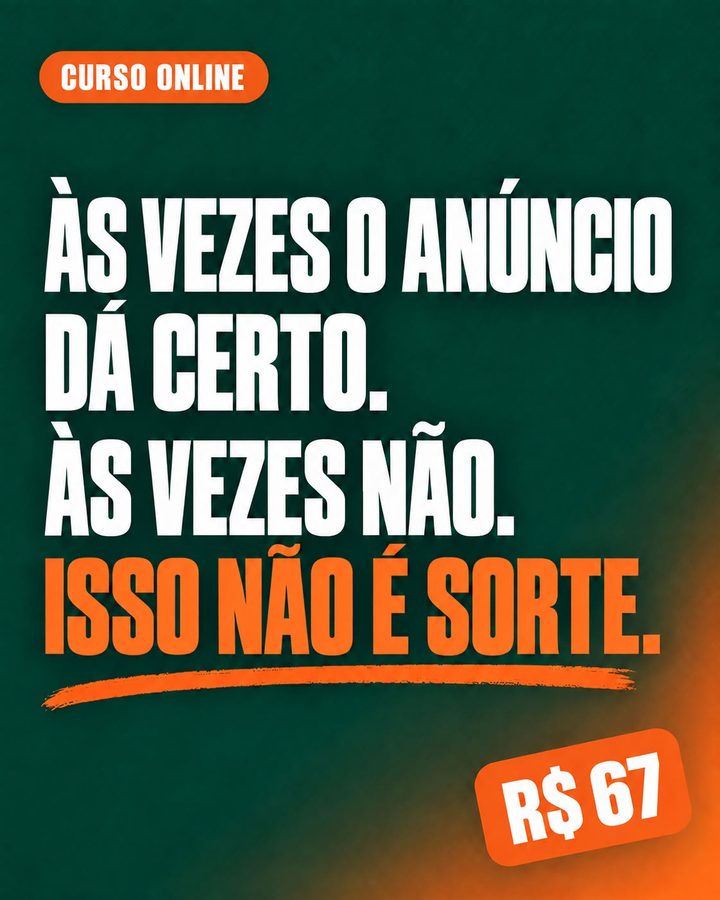 CURSO ONLINE
ÀS VEZES O ANÚNCIO
DÁ CERTO.
ÀS VEZES NÃO.
ISSO NÃO É SORTE.
R$ 67